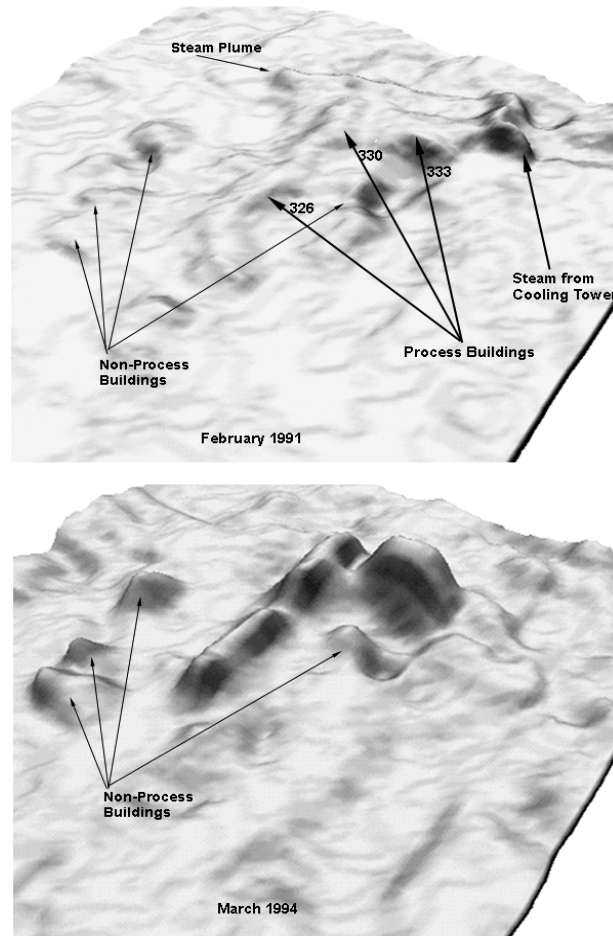 Steam Plume
330
333
326
Steam from
Cooling Tower
Non-Process
Buildings
Process Buildings
February 1991
Non-Process
Buildings
March 1994